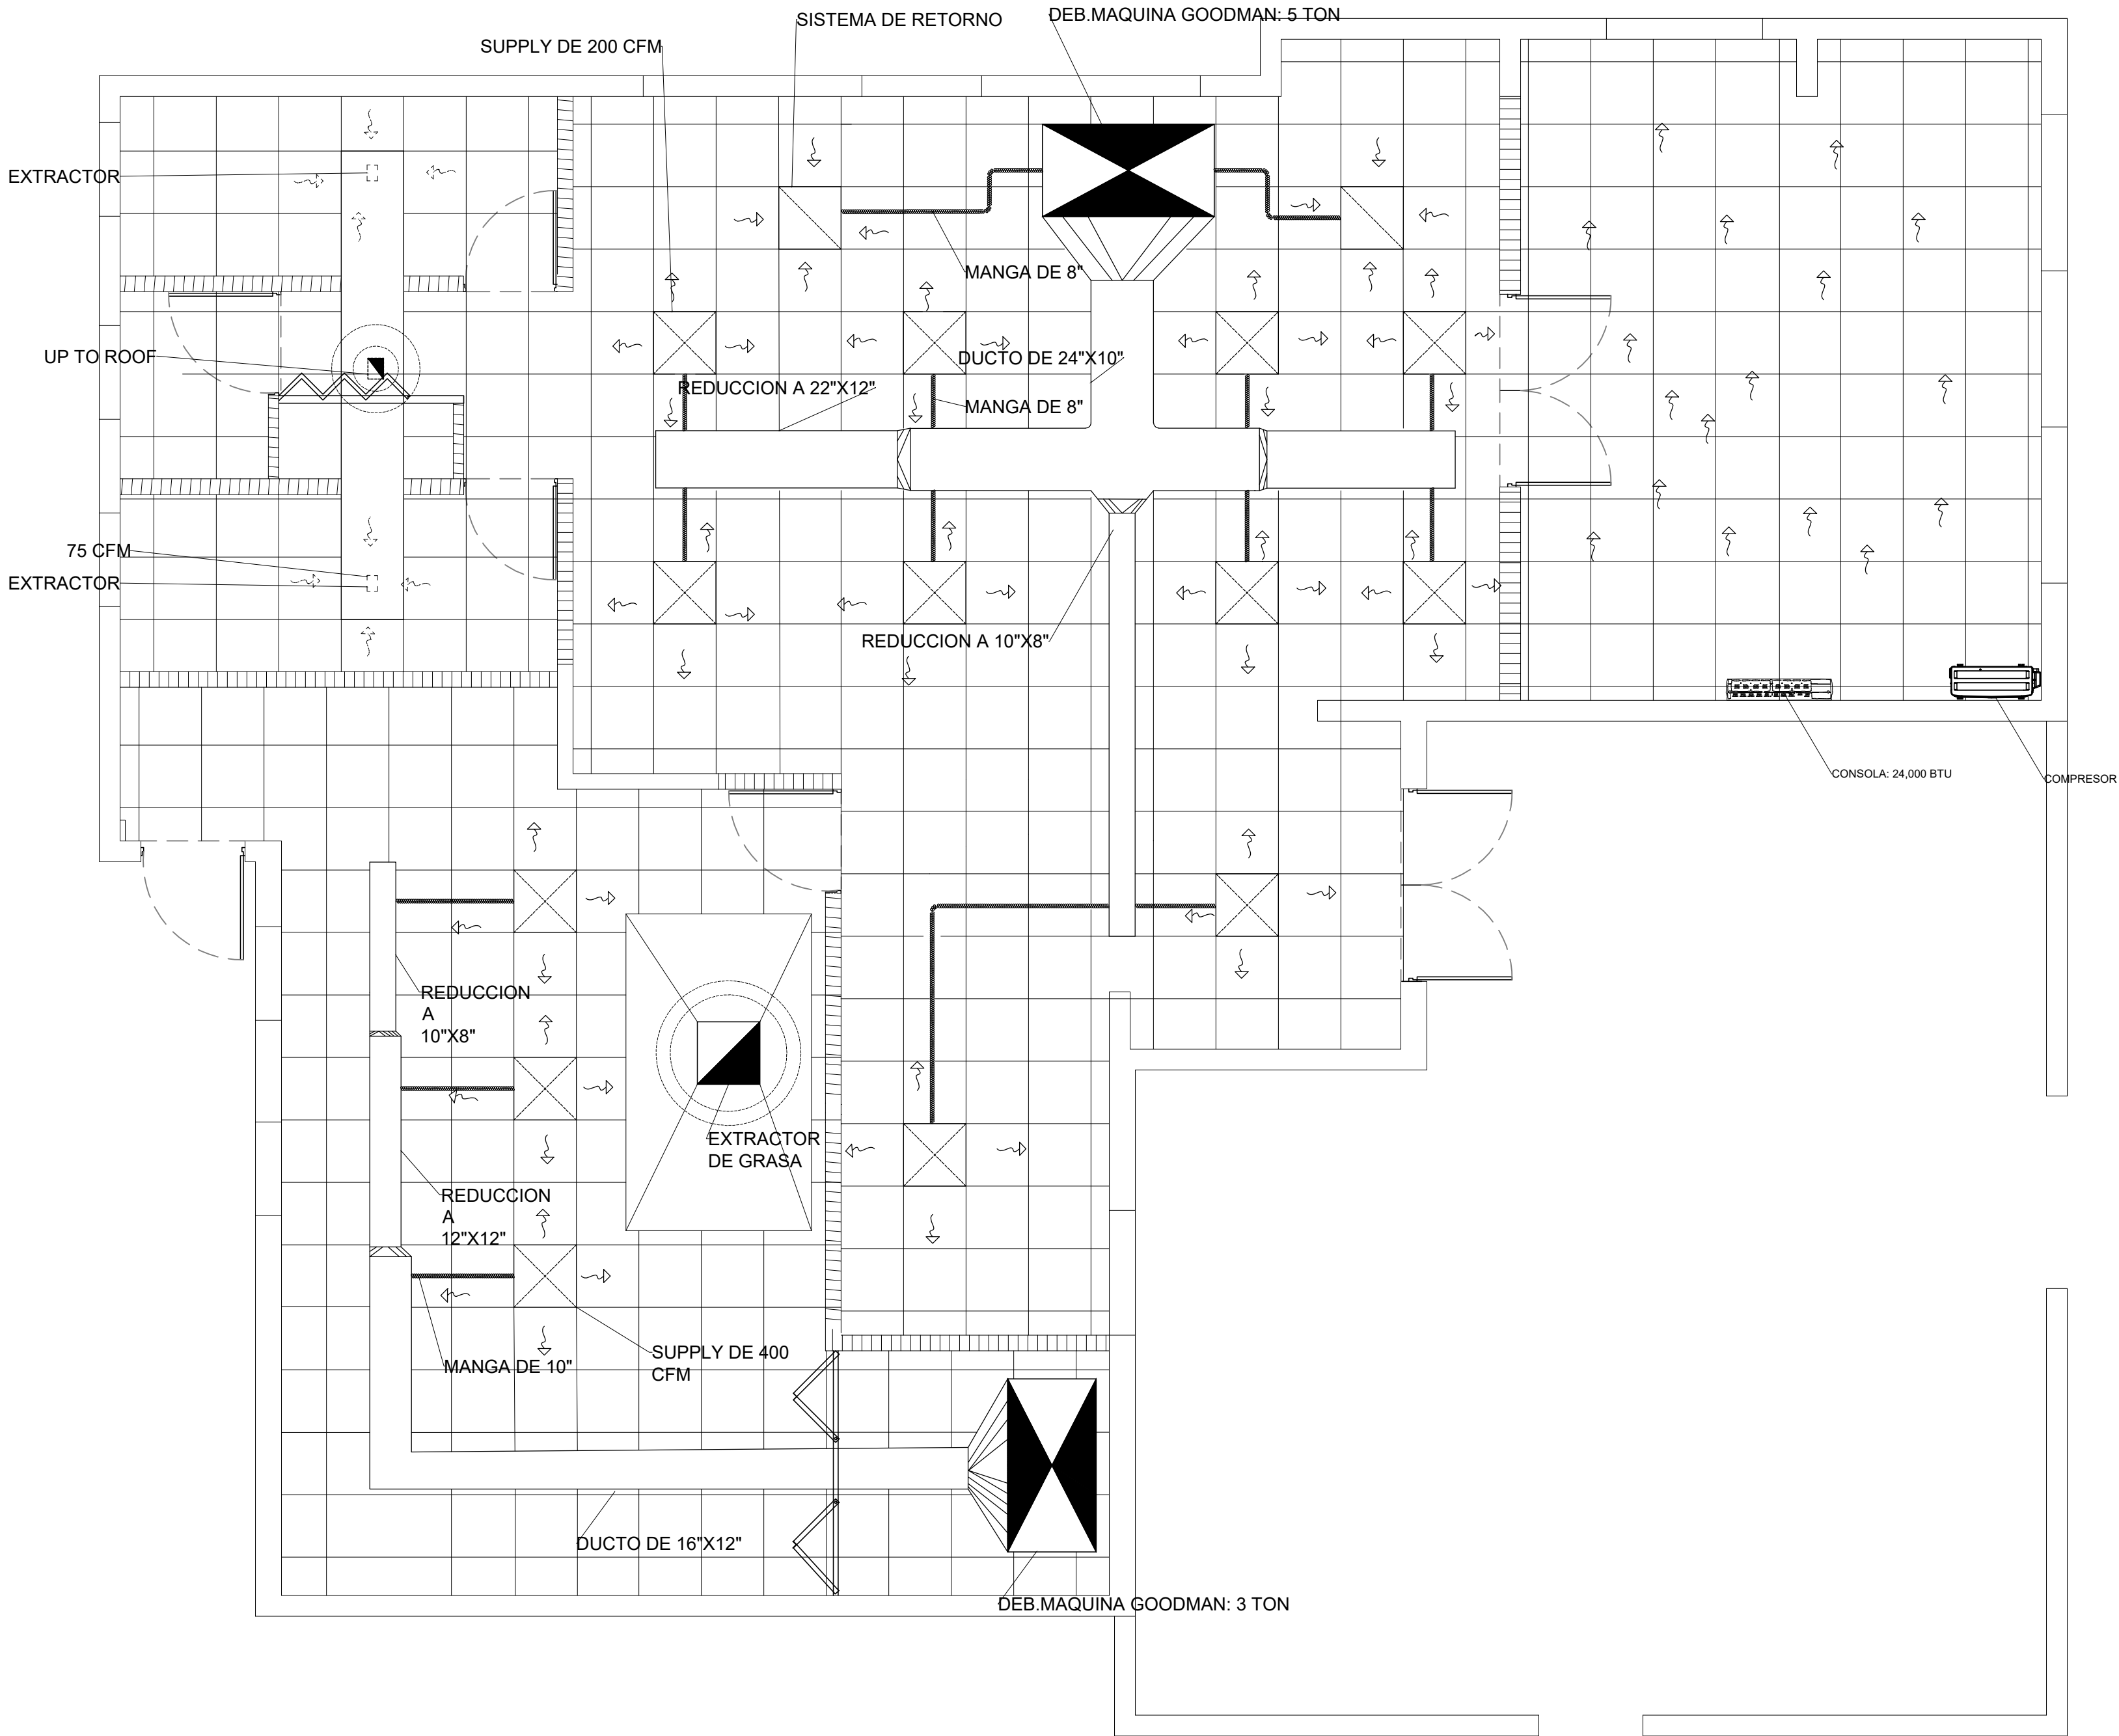 DEB.MAQUINA GOODMAN: 5 TON
SISTEMA DE RETORNO
SUPPLY DE 200 CFM
EXTRACTOR
MANGA DE 8"
UP TO ROOF
DUCTO DE 24"X10"
REDUCCION A 22"X12"
MANGA DE 8"
75 CFM
EXTRACTOR
REDUCCION A 10"X8"
CONSOLA: 24,000 BTU
COMPRESOR
REDUCCION
A
10"X8"
EXTRACTOR
DE GRASA
REDUCCION
A
12"X12"
SUPPLY DE 400
CFM
MANGA DE 10"
DUCTO DE 16"X12"
DEB.MAQUINA GOODMAN: 3 TON